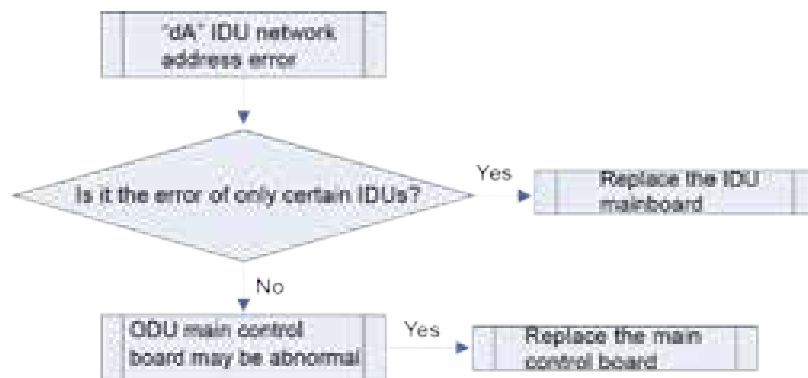 "dA" IDU network
address error
Is it the error of only certain IDUs?
Yes
Replace the IDU
mainboard
No
ODU main control
board may be abnormal
Yes
Replace the main
control board